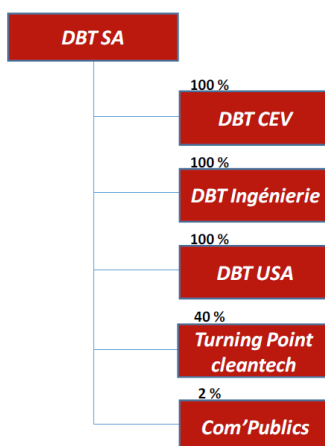 DBT SA
100 %
DBT CEV
100 %
DBT Ingénierie
100 %
DBT USA
40 %
Turning Point
cleantech
2 %
Com’Publics